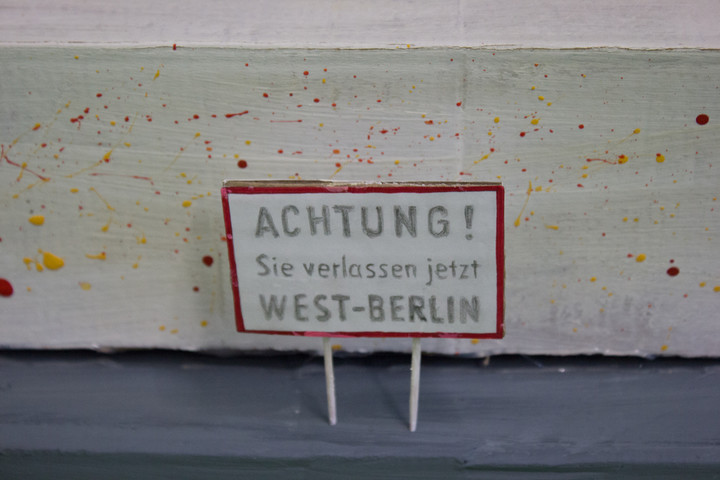 ACHTUNG!
Sie verlassen jetzt
WEST-BERLIN